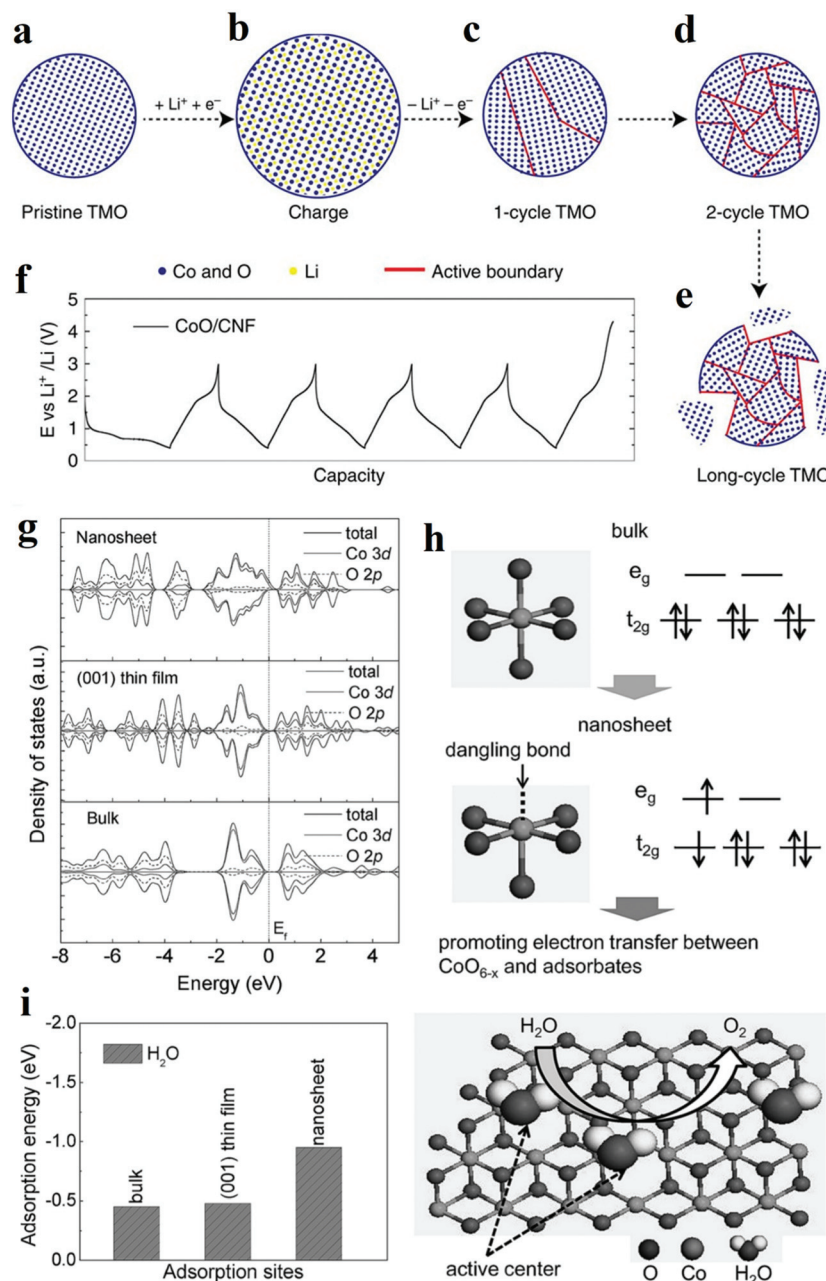 a
b
c
d
+ Li⁺ + e⁻
− Li⁺ − e⁻
Pristine TMO
Charge
1-cycle TMO
2-cycle TMO
Co and O
Li
Active boundary
f
e
E vs Li⁺ /Li (V)
5
4
3
2
1
0
CoO/CNF
Capacity
Long-cycle TMO
g
Density of states (a.u.)
Nanosheet
total
Co 3d
O 2p
(001) thin film
total
Co 3d
O 2p
Bulk
total
Co 3d
O 2p
E_f
-8 -6 -4 -2 0 2 4
Energy (eV)
h
bulk
e_g
t_2g
nanosheet
dangling bond
e_g
t_2g
promoting electron transfer between
CoO_6-x and adsorbates
i
Adsorption energy (eV)
-2.0
-1.5
-1.0
-0.5
0.0
H₂O
bulk
(001) thin film
nanosheet
Adsorption sites
H₂O
O₂
active center
O Co H₂O